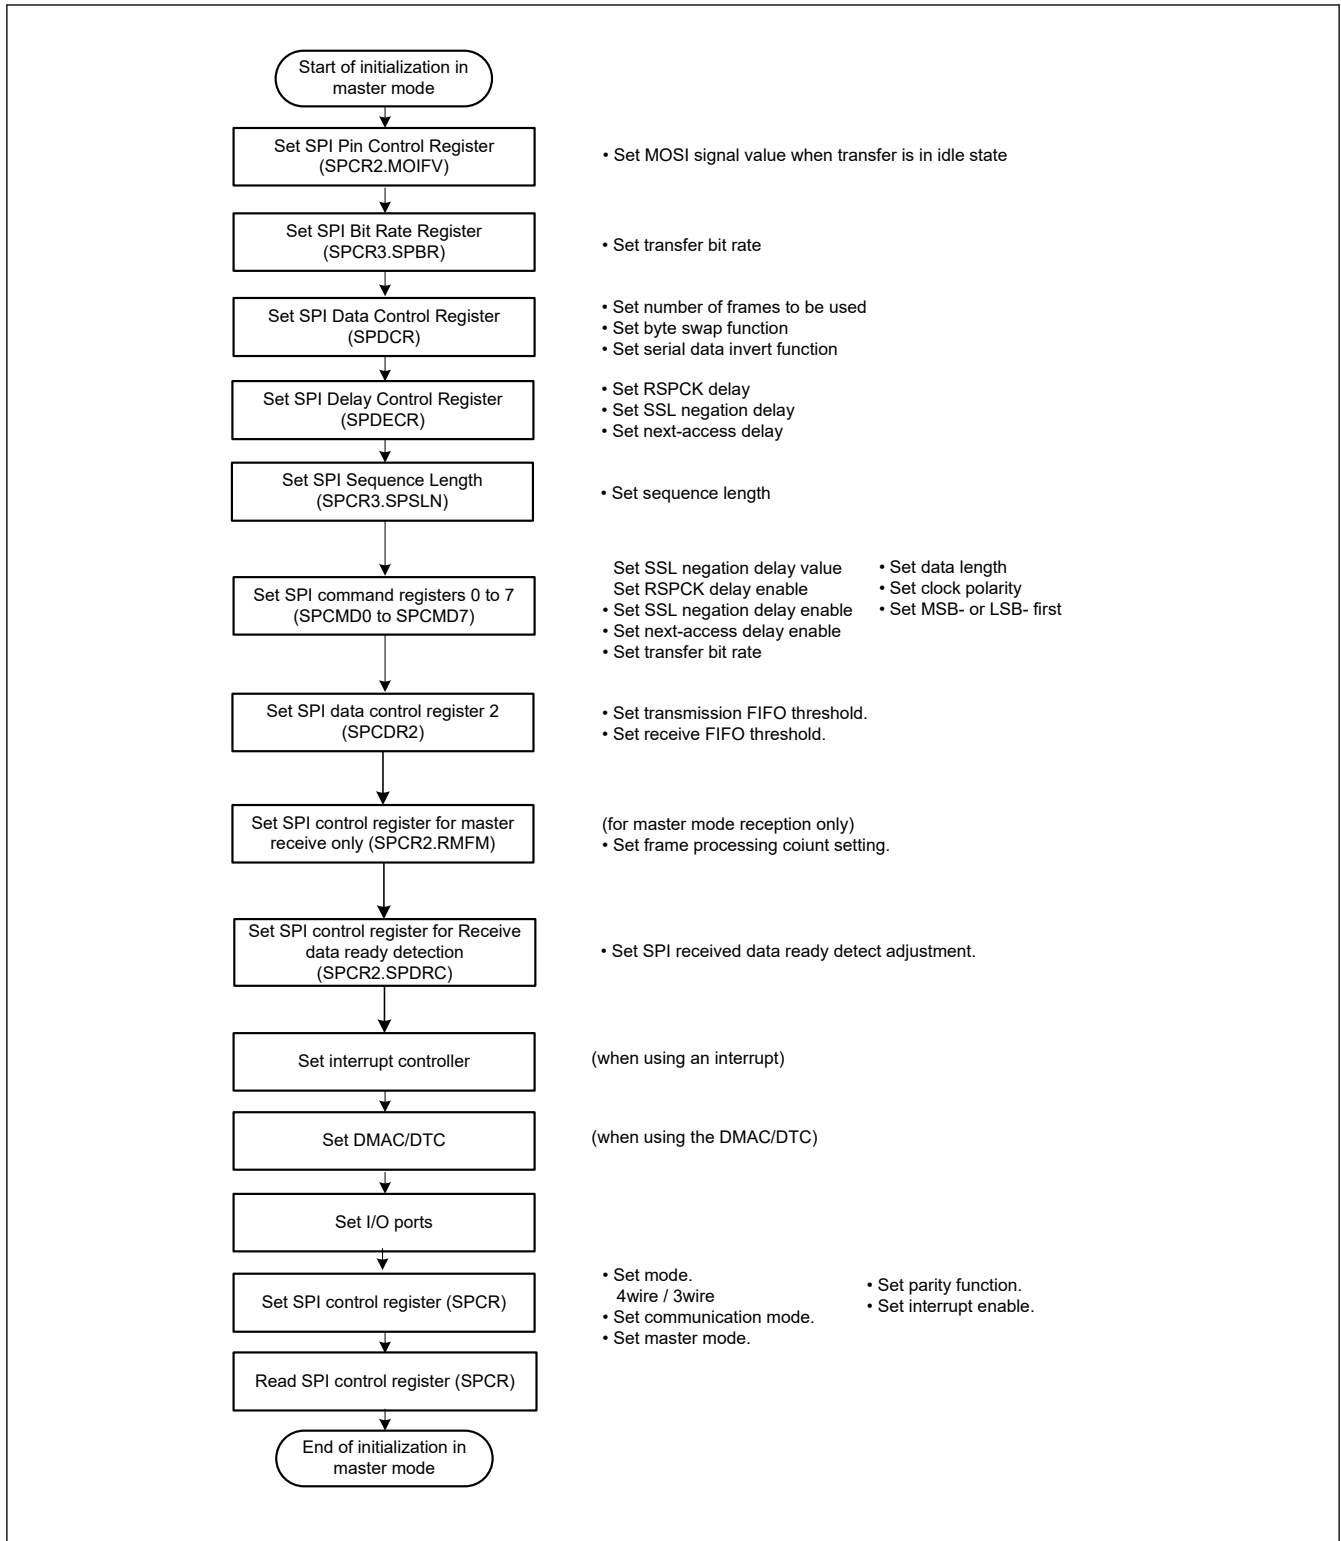 Start of initialization in
master mode
Set SPI Pin Control Register
(SPCR2.MOIFV)
• Set MOSI signal value when transfer is in idle state
Set SPI Bit Rate Register
(SPCR3.SPBR)
• Set transfer bit rate
Set SPI Data Control Register
(SPDCR)
• Set number of frames to be used
• Set byte swap function
• Set serial data invert function
Set SPI Delay Control Register
(SPDECR)
• Set RSPCK delay
• Set SSL negation delay
• Set next-access delay
Set SPI Sequence Length
(SPCR3.SPSLN)
• Set sequence length
Set SPI command registers 0 to 7
(SPCMD0 to SPCMD7)
Set SSL negation delay value
Set RSPCK delay enable
• Set SSL negation delay enable
• Set next-access delay enable
• Set transfer bit rate
• Set data length
• Set clock polarity
• Set MSB- or LSB- first
Set SPI data control register 2
(SPCDR2)
• Set transmission FIFO threshold.
• Set receive FIFO threshold.
Set SPI control register for master
receive only (SPCR2.RMFM)
(for master mode reception only)
• Set frame processing coiunt setting.
Set SPI control register for Receive
data ready detection
(SPCR2.SPDRC)
• Set SPI received data ready detect adjustment.
Set interrupt controller
(when using an interrupt)
Set DMAC/DTC
(when using the DMAC/DTC)
Set I/O ports
Set SPI control register (SPCR)
• Set mode.
4wire / 3wire
• Set communication mode.
• Set master mode.
• Set parity function.
• Set interrupt enable.
Read SPI control register (SPCR)
End of initialization in
master mode